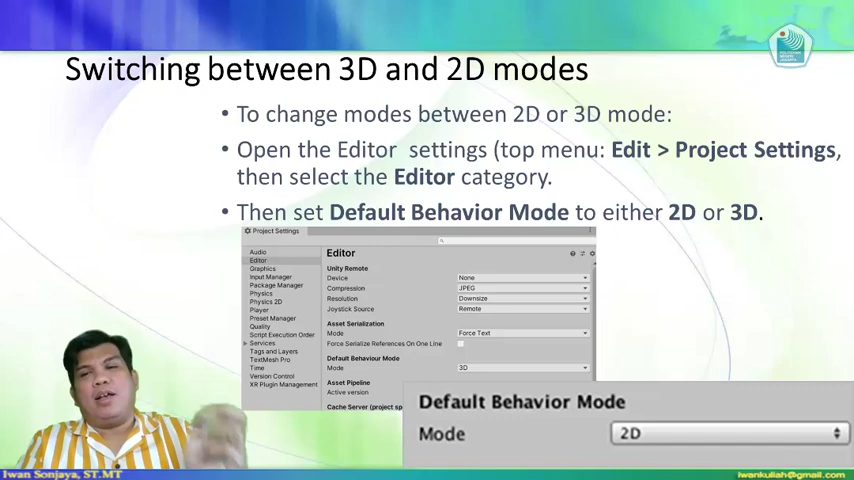 Switching between 3D and 2D modes
• To change modes between 2D or 3D mode:
• Open the Editor settings (top menu: Edit > Project Settings,
then select the Editor category.
• Then set Default Behavior Mode to either 2D or 3D.
Project Settings
Audio
Editor
Graphics
Input Manager
Package Manager
Physics
Physics 2D
Player
Preset Manager
Quality
Script Execution Order
Services
Tags and Layers
TextMesh Pro
Time
Version Control
XR Plugin Management
Editor
Unity Remote
Device None
Compression JPEG
Resolution Downsize
Joystick Source Remote
Asset Serialization
Mode Force Text
Force Serialize References On One Line
Default Behaviour Mode
Mode 3D
Asset Pipeline
Active version
Cache Server (project sp
Default Behavior Mode
Mode 2D
Iwan Sonjaya, ST.MT
iwankuliah@gmail.com